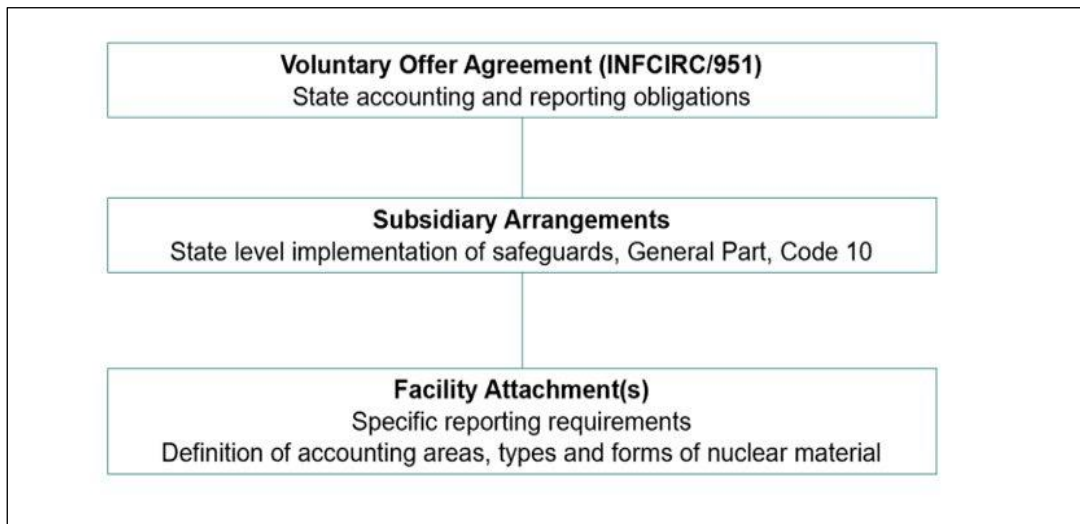 Voluntary Offer Agreement (INFCIRC/951)
State accounting and reporting obligations
Subsidiary Arrangements
State level implementation of safeguards, General Part, Code 10
Facility Attachment(s)
Specific reporting requirements
Definition of accounting areas, types and forms of nuclear material